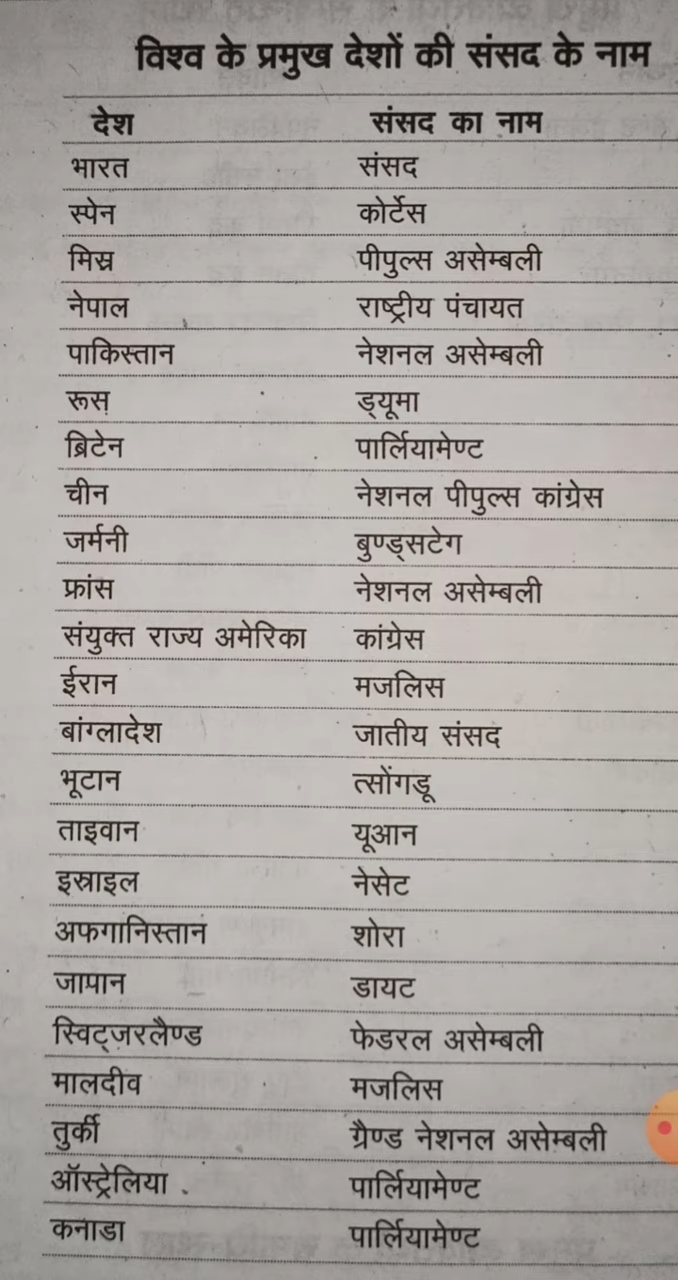 विश्व के प्रमुख देशों की संसद के नाम
देश संसद का नाम
भारत संसद
स्पेन कोर्टेस
मिस्र पीपुल्स असेम्बली
नेपाल राष्ट्रीय पंचायत
पाकिस्तान नेशनल असेम्बली
रूस ड्यूमा
ब्रिटेन पार्लियामेण्ट
चीन नेशनल पीपुल्स कांग्रेस
जर्मनी बुण्ड्सटेग
फ्रांस नेशनल असेम्बली
संयुक्त राज्य अमेरिका कांग्रेस
ईरान मजलिस
बांग्लादेश जातीय संसद
भूटान त्सोंगडू
ताइवान यूआन
इस्राइल नेसेट
अफगानिस्तान शोरा
जापान डायट
स्विट्जरलैण्ड फेडरल असेम्बली
मालदीव मजलिस
तुर्की ग्रैण्ड नेशनल असेम्बली
ऑस्ट्रेलिया पार्लियामेण्ट
कनाडा पार्लियामेण्ट